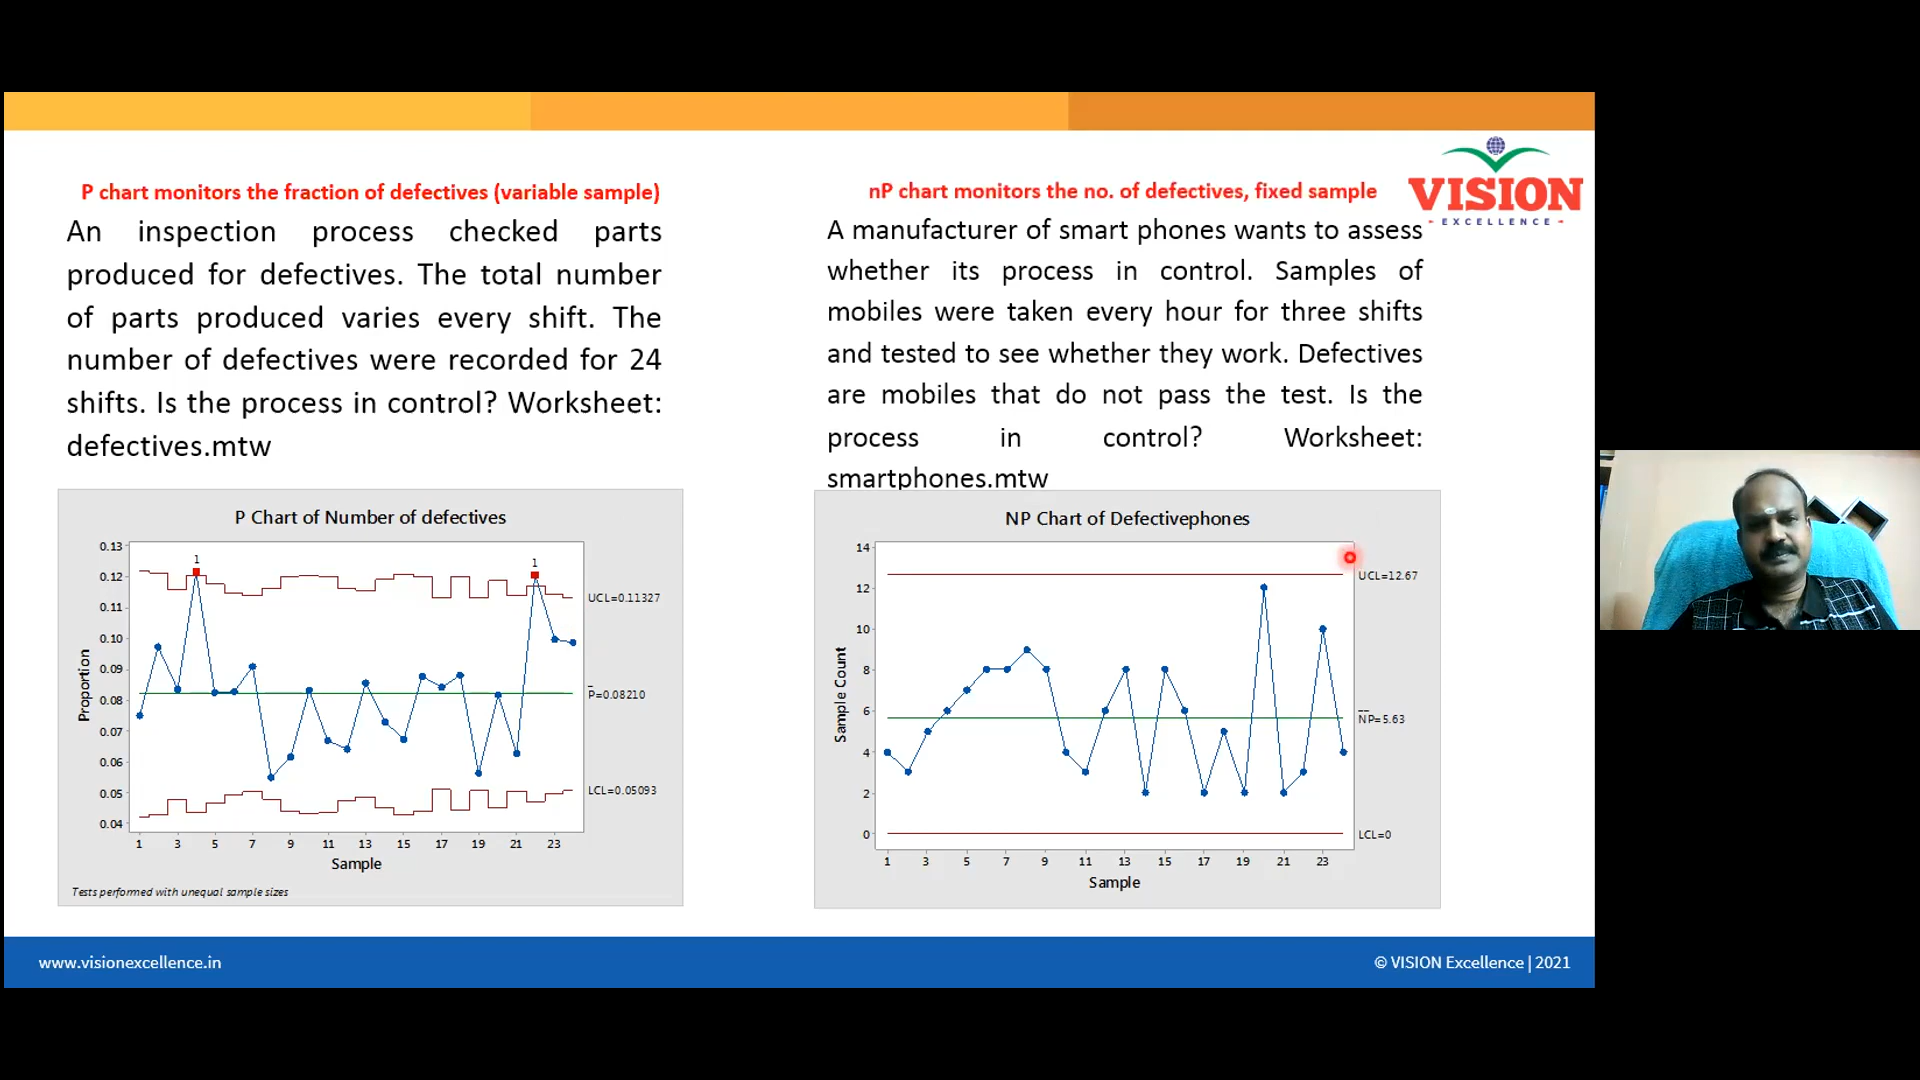 P chart monitors the fraction of defectives (variable sample)
An inspection process checked parts
produced for defectives. The total number
of parts produced varies every shift. The
number of defectives were recorded for 24
shifts. Is the process in control? Worksheet:
defectives.mtw
P Chart of Number of defectives
0.13
0.12
0.11
0.10
0.09
0.08
0.07
0.06
0.05
0.04
Proportion
1
1
UCL=0.11327
P=0.08210
LCL=0.05093
1 3 5 7 9 11 13 15 17 19 21 23
Sample
Tests performed with unequal sample sizes
nP chart monitors the no. of defectives, fixed sample
VISION
EXCELLENCE
A manufacturer of smart phones wants to assess
whether its process in control. Samples of
mobiles were taken every hour for three shifts
and tested to see whether they work. Defectives
are mobiles that do not pass the test. Is the
process in control? Worksheet:
smartphones.mtw
NP Chart of Defectivephones
14
12
10
8
6
4
2
0
Sample Count
UCL=12.67
NP=5.63
LCL=0
1 3 5 7 9 11 13 15 17 19 21 23
Sample
www.visionexcellence.in
© VISION Excellence | 2021